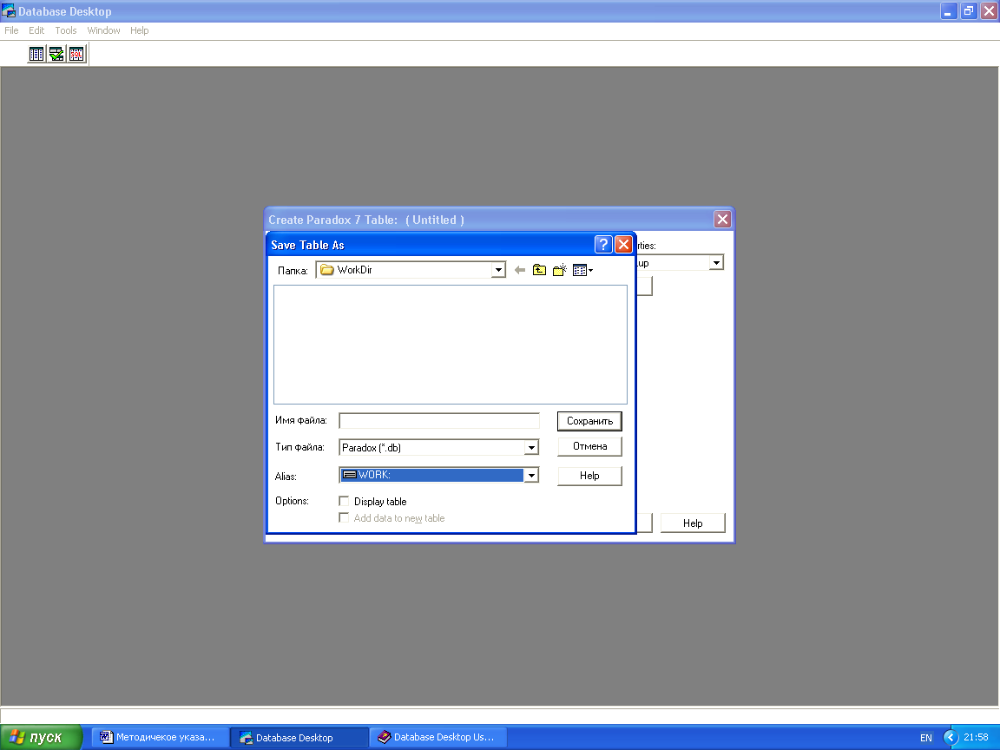 Database Desktop
File Edit Tools Window Help
SQL
Create Paradox 7 Table: ( Untitled )
Save Table As
rties:
Папка: WorkDir
up
Имя файла:
Сохранить
Тип файла: Paradox (*.db)
Отмена
Alias: WORK:
Help
Options: Display table
Add data to new table
Help
пуск
Методичекое указа...
Database Desktop
Database Desktop Us...
EN
21:58